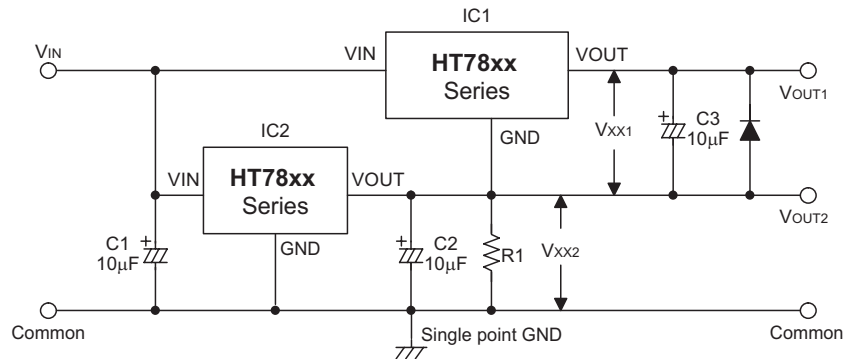 IC1
VIN
VIN
HT78xx
Series
VOUT
VOUT1
GND
VXX1
C3
10μF
IC2
VIN
HT78xx
Series
VOUT
VOUT2
GND
C1
10μF
C2
10μF
R1
VXX2
Common
Single point GND
Common